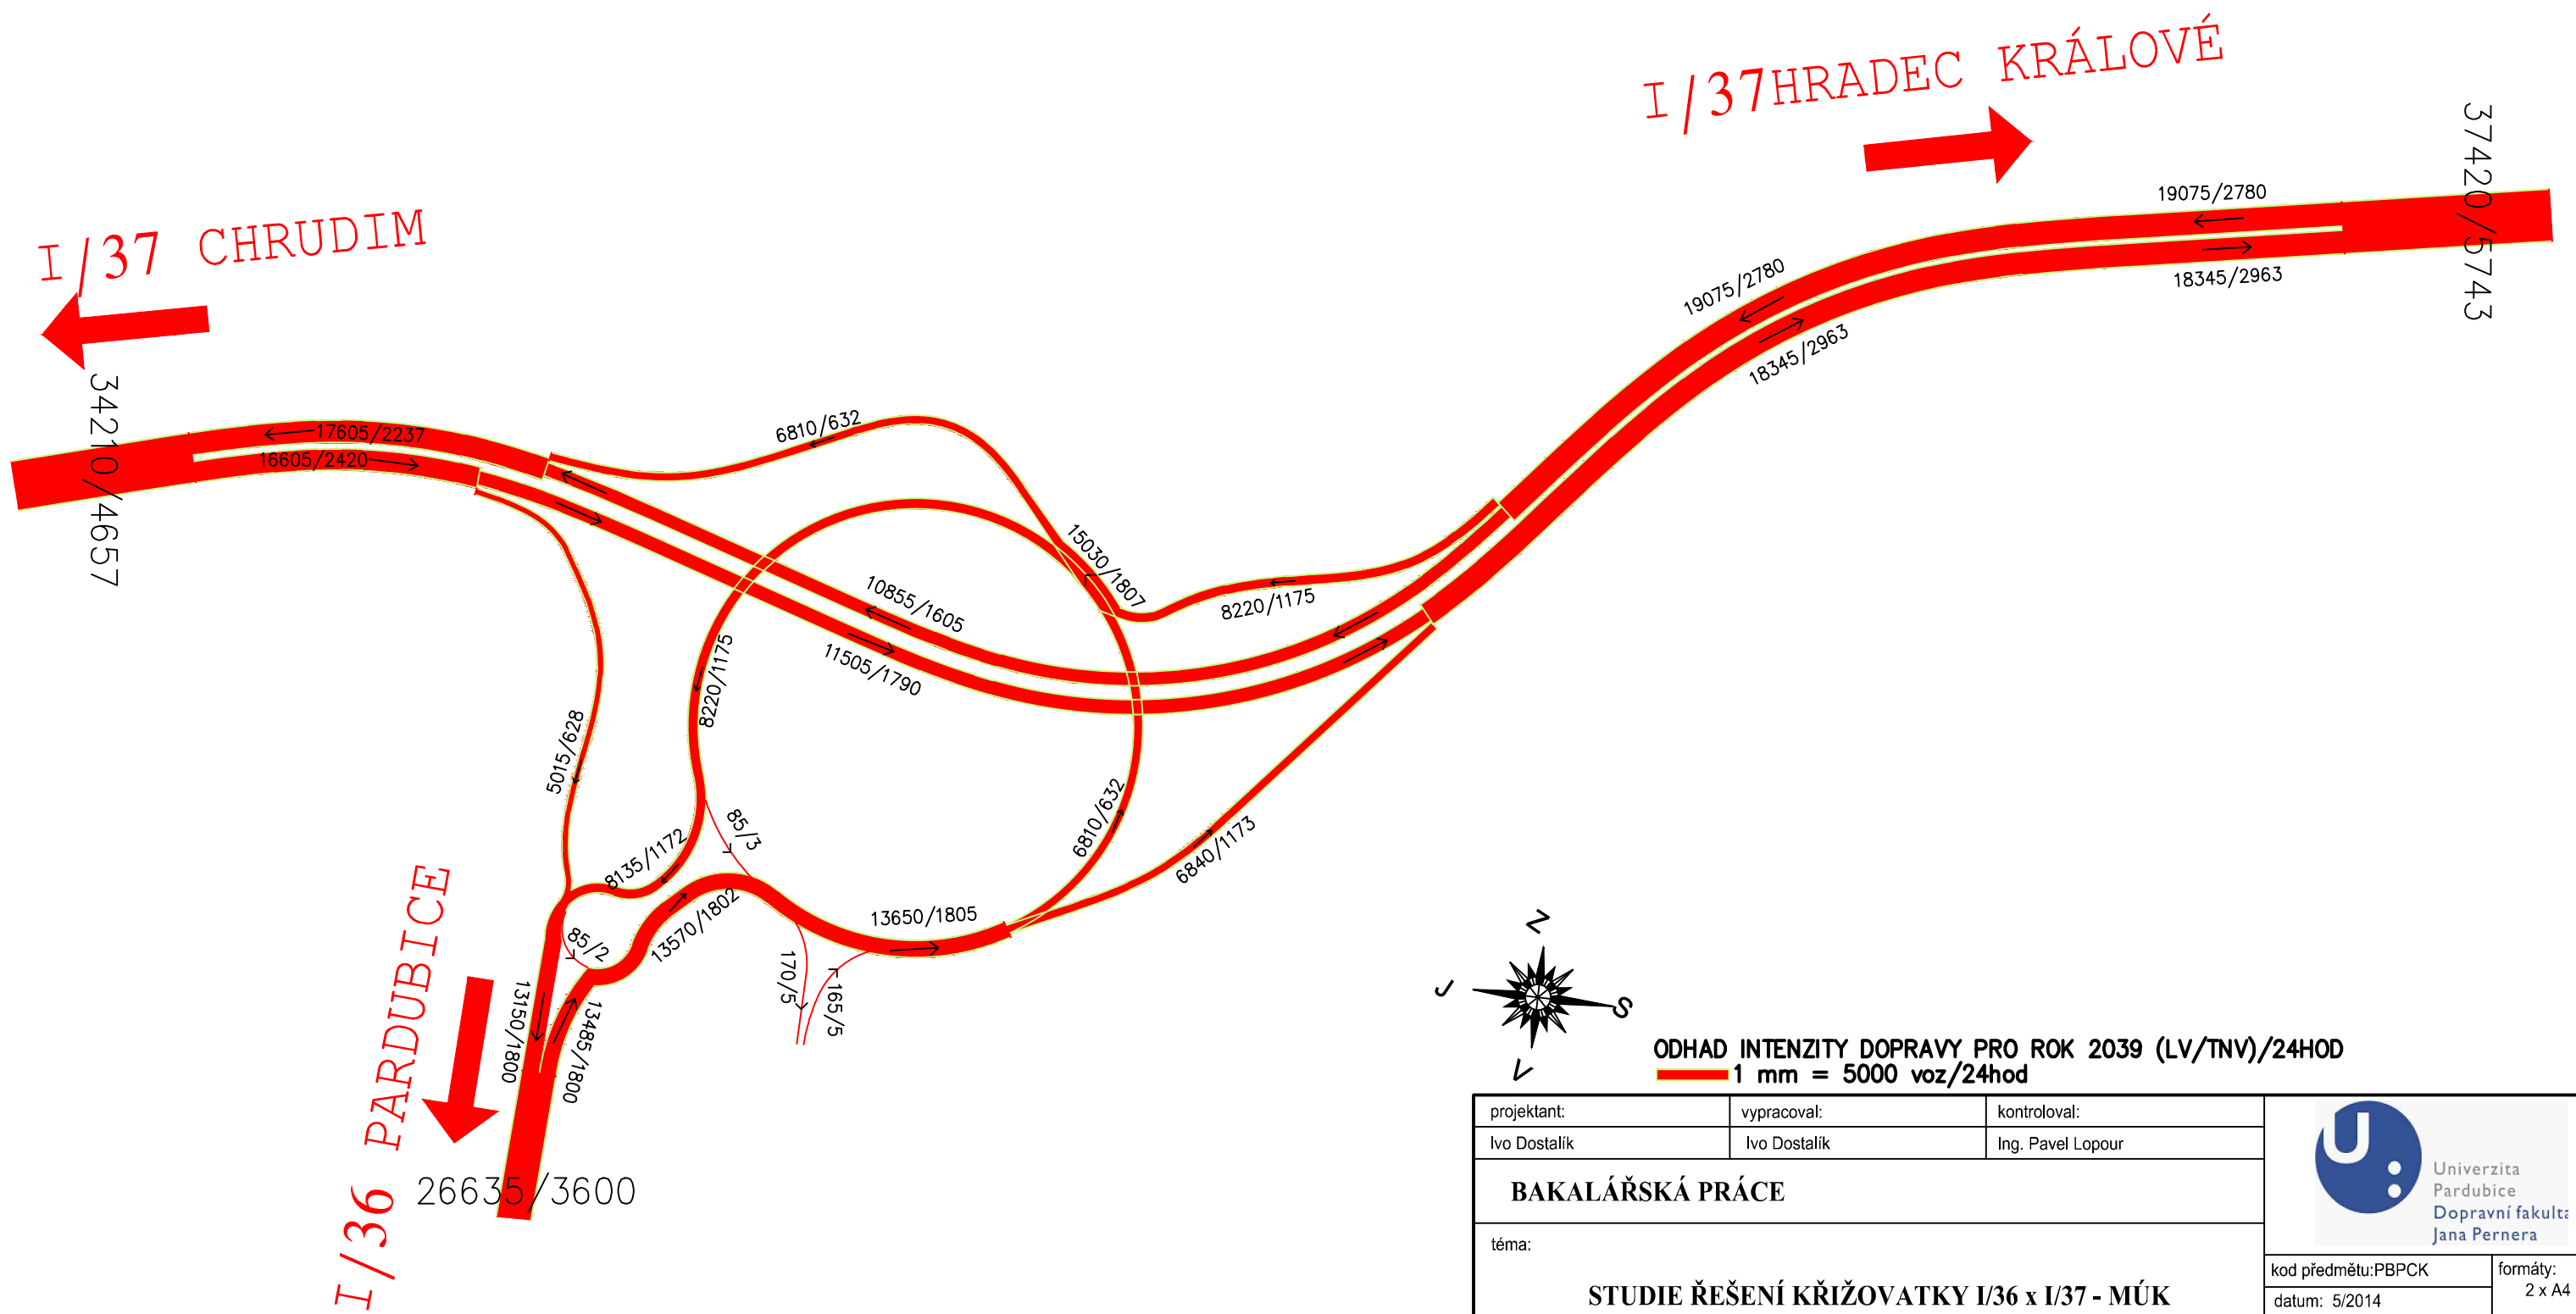 I/37 HRADEC KRÁLOVÉ
37420/5743
19075/2780
18345/2963
19075/2780
18345/2963
I/37 CHRUDIM
34210/4657
17605/2237
16605/2420
6810/632
15030/1807
8220/1175
10855/1605
11505/1790
8220/1175
5015/628
85/3
8135/1172
6810/632
6840/1173
13570/1802
13650/1805
85/2
170/5
165/5
13150/1800
13485/1800
I/36 PARDUBICE
26635/3600
Z
J
S
V
ODHAD INTENZITY DOPRAVY PRO ROK 2039 (LV/TNV)/24HOD
1 mm = 5000 voz/24hod
projektant:
vypracoval:
kontroloval:
Ivo Dostalík
Ivo Dostalík
Ing. Pavel Lopour
BAKALÁŘSKÁ PRÁCE
téma:
STUDIE ŘEŠENÍ KŘIŽOVATKY I/36 x I/37 - MÚK
Univerzita
Pardubice
Dopravní fakulta
Jana Pernera
kod předmětu:PBPCK
formáty:
2 x A4
datum: 5/2014